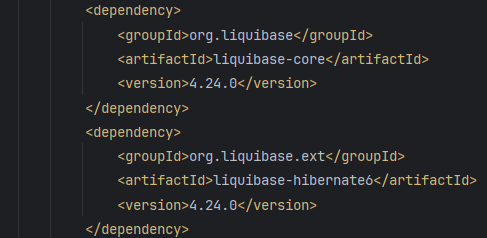 <dependency>
<groupId>org.liquibase</groupId>
<artifactId>liquibase-core</artifactId>
<version>4.24.0</version>
</dependency>
<dependency>
<groupId>org.liquibase.ext</groupId>
<artifactId>liquibase-hibernate6</artifactId>
<version>4.24.0</version>
</dependency>